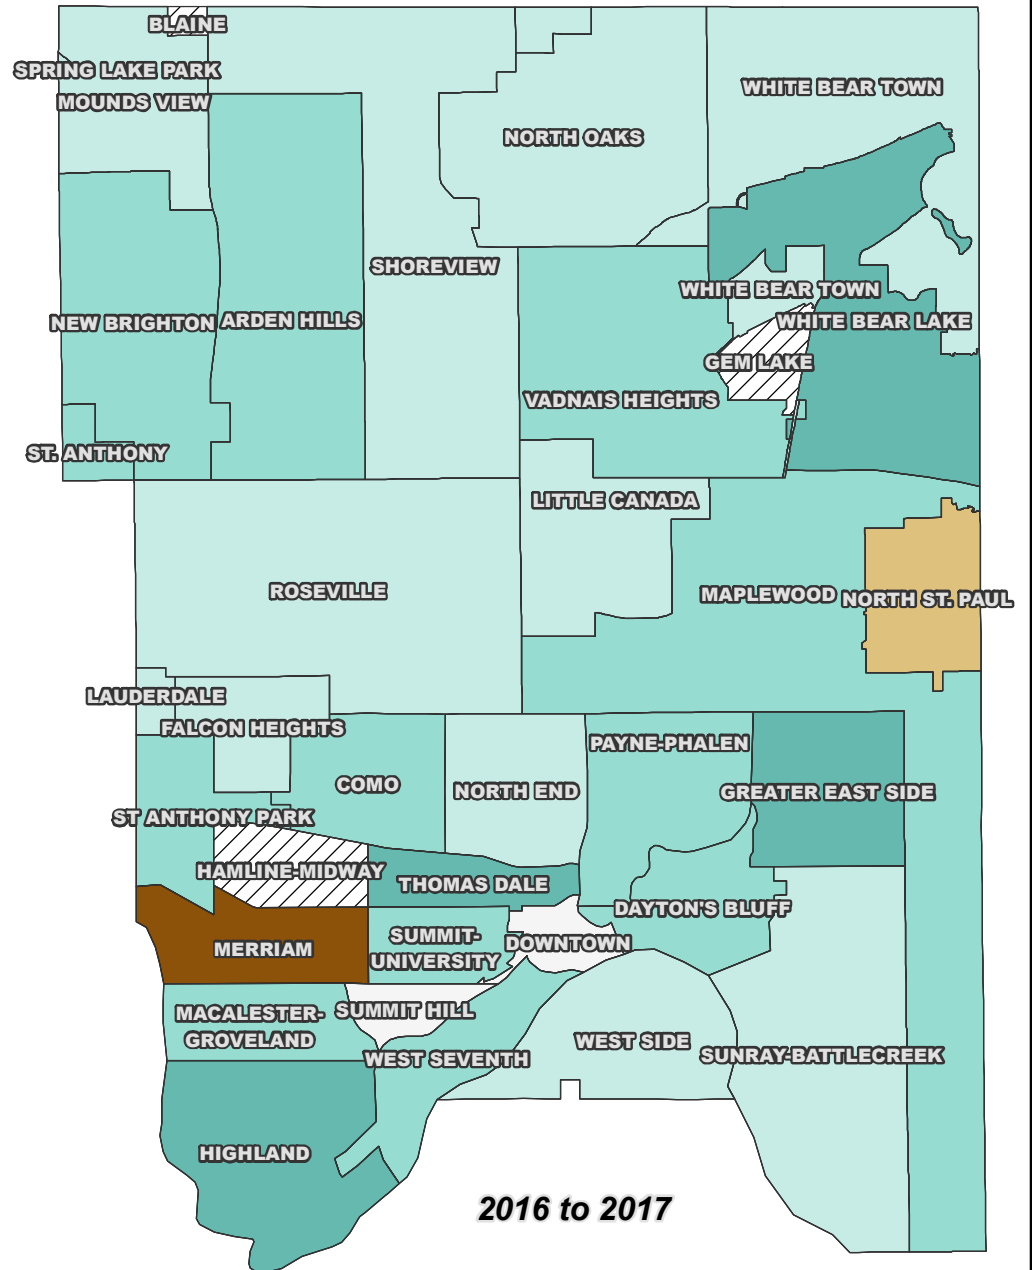 BLAINE
SPRING LAKE PARK
WHITE BEAR TOWN
MOUNDS VIEW
NORTH OAKS
SHOREVIEW
WHITE BEAR TOWN
NEW BRIGHTON
ARDEN HILLS
WHITE BEAR LAKE
GEM LAKE
VADNAIS HEIGHTS
ST. ANTHONY
LITTLE CANADA
ROSEVILLE
MAPLEWOOD
NORTH ST. PAUL
LAUDERDALE
FALCON HEIGHTS
PAYNE-PHALEN
COMO
NORTH END
GREATER EAST SIDE
ST ANTHONY PARK
HAMLINE-MIDWAY
THOMAS DALE
DAYTON'S BLUFF
MERRIAM
SUMMIT-
UNIVERSITY
DOWNTOWN
MACALESTER-
GROVELAND
SUMMIT HILL
WEST SEVENTH
WEST SIDE
SUNRAY-BATTLECREEK
HIGHLAND
2016 to 2017